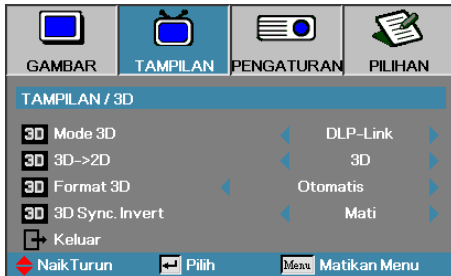 GAMBAR TAMPILAN PENGATURAN PILIHAN
TAMPILAN / 3D
3D Mode 3D DLP-Link
3D 3D->2D 3D
3D Format 3D Otomatis
3D 3D Sync. Invert Mati
Keluar
NaikTurun Pilih Menu Matikan Menu